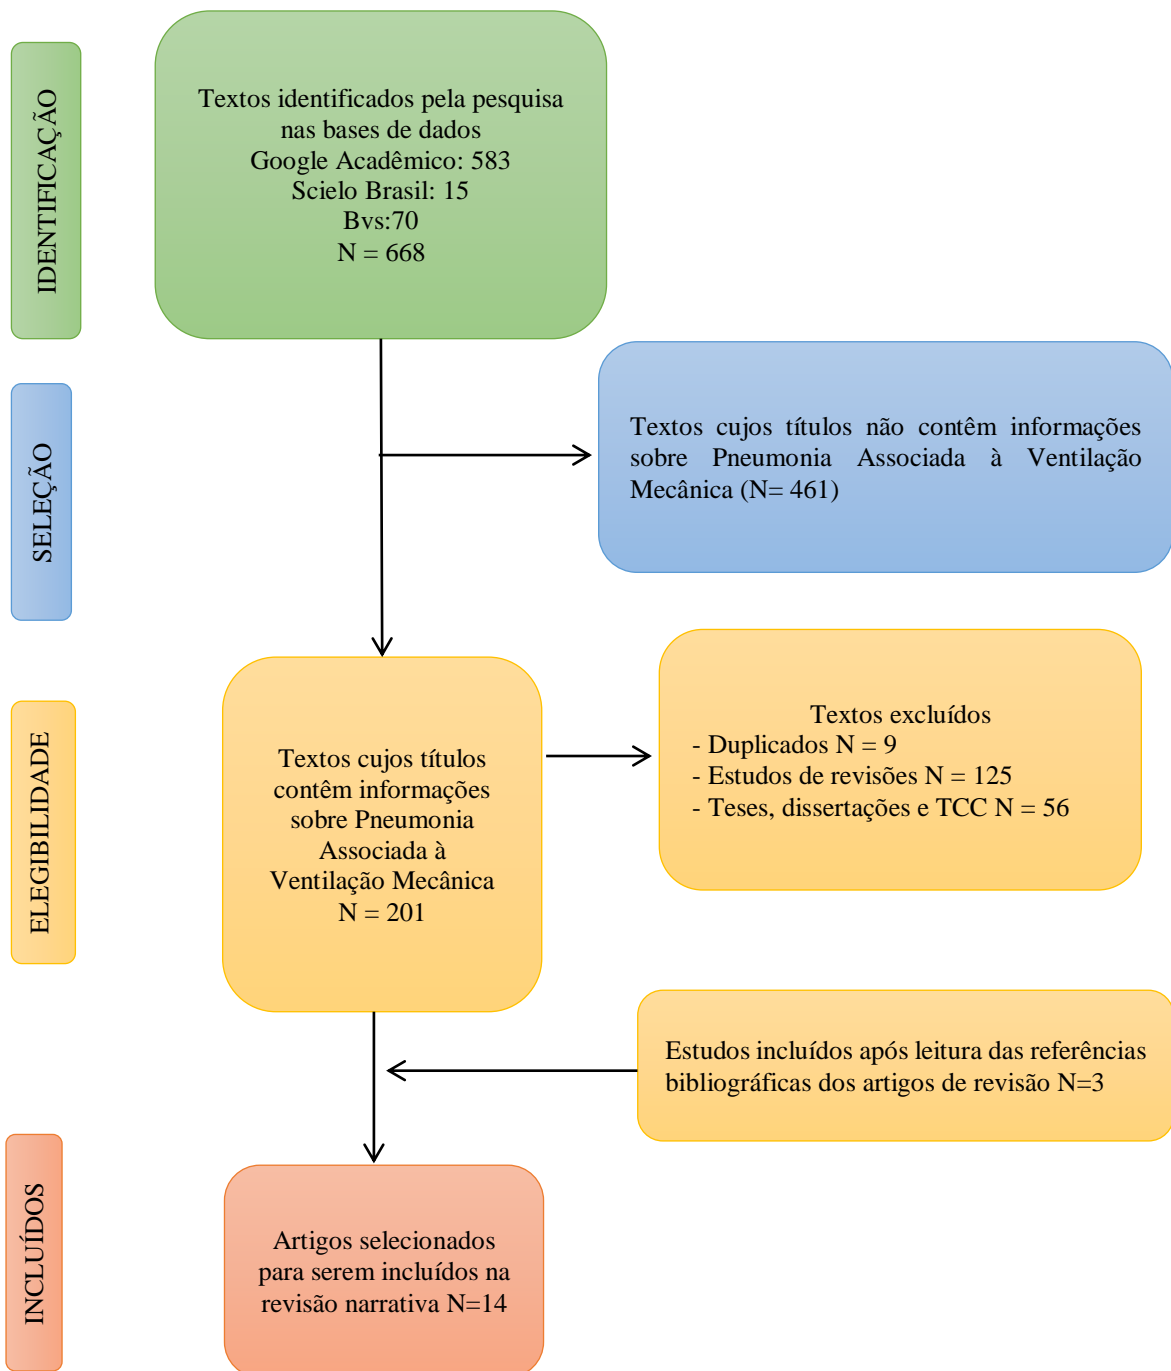 IDENTIFICAÇÃO
Textos identificados pela pesquisa
nas bases de dados
Google Acadêmico: 583
Scielo Brasil: 15
Bvs:70
N = 668
SELEÇÃO
Textos cujos títulos não contêm informações
sobre Pneumonia Associada à Ventilação
Mecânica (N= 461)
ELEGIBILIDADE
Textos cujos títulos
contêm informações
sobre Pneumonia
Associada à
Ventilação Mecânica
N = 201
Textos excluídos
- Duplicados N = 9
- Estudos de revisões N = 125
- Teses, dissertações e TCC N = 56
Estudos incluídos após leitura das referências
bibliográficas dos artigos de revisão N=3
INCLUÍDOS
Artigos selecionados
para serem incluídos na
revisão narrativa N=14